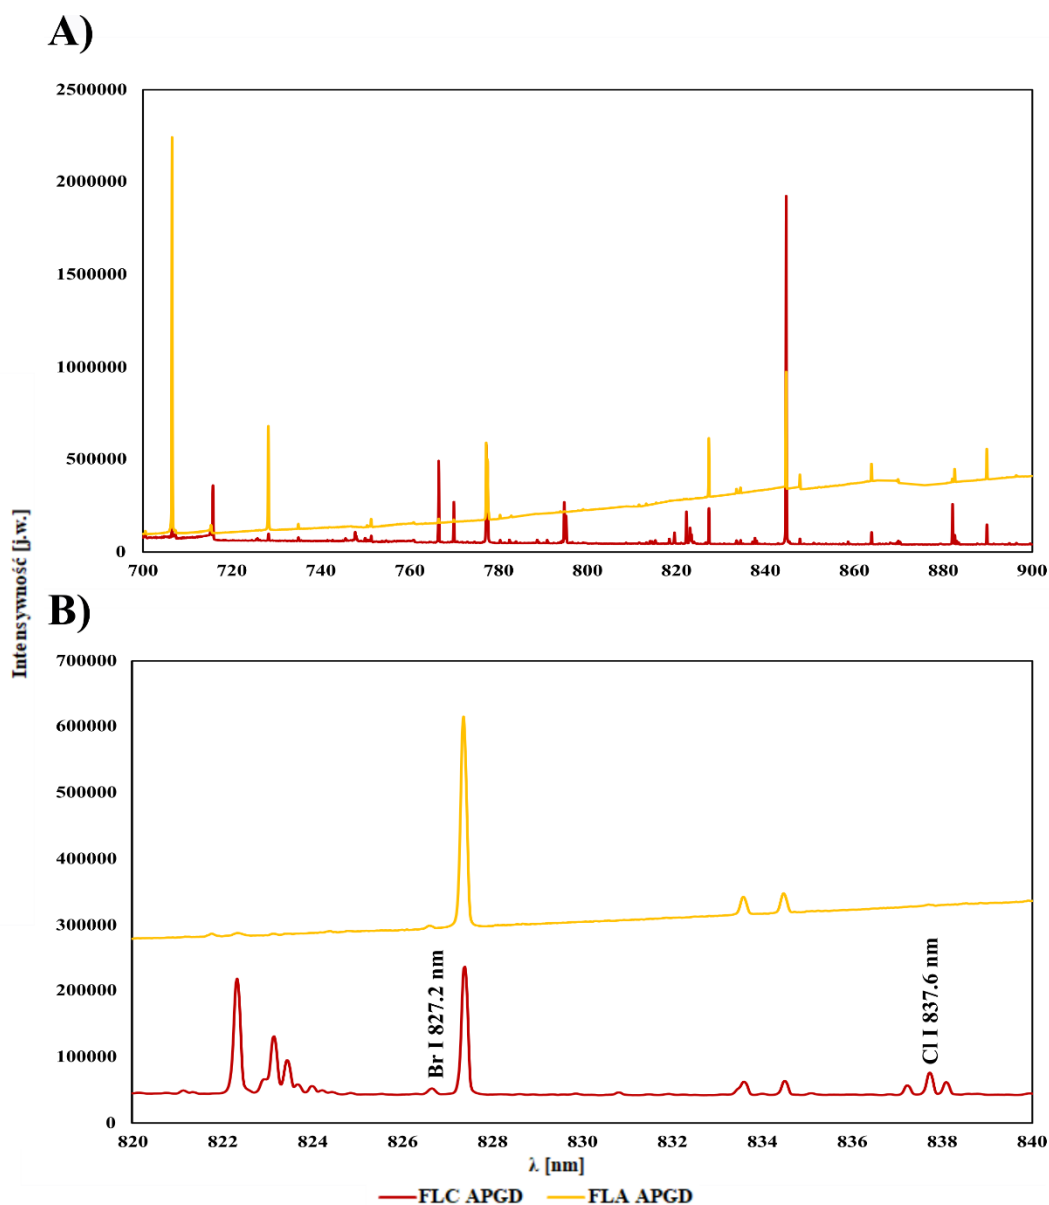 A)
2500000
2000000
1500000
1000000
500000
0
700 720 740 760 780 800 820 840 860 880 900
Intensywność [j.w.]
B)
700000
600000
500000
400000
300000
200000
100000
0
Br I 827.2 nm
Cl I 837.6 nm
820 822 824 826 828 830 832 834 836 838 840
λ [nm]
FLC APGD FLA APGD